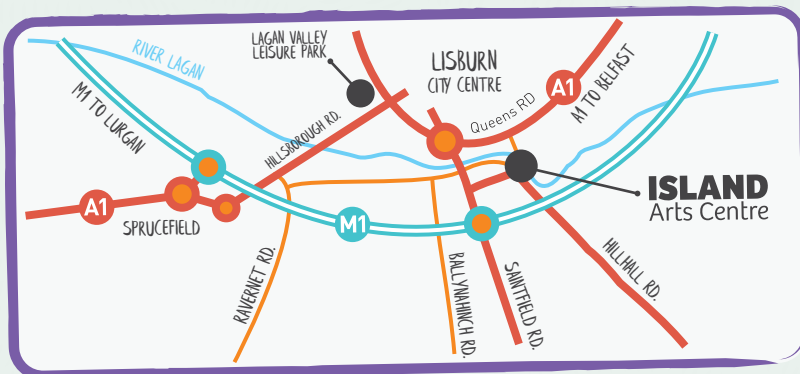 LAGAN VALLEY
LEISURE PARK
RIVER LAGAN
LISBURN
CITY CENTRE
M1 TO LURGAN
Queens RD
A1
A1 TO BELFAST
HILLSBOROUGH RD.
ISLAND
Arts Centre
A1
SPRUCEFIELD
M1
RAVERNET RD.
BALLYNAHINCH RD.
SAINTFIELD RD.
HILLHALL RD.